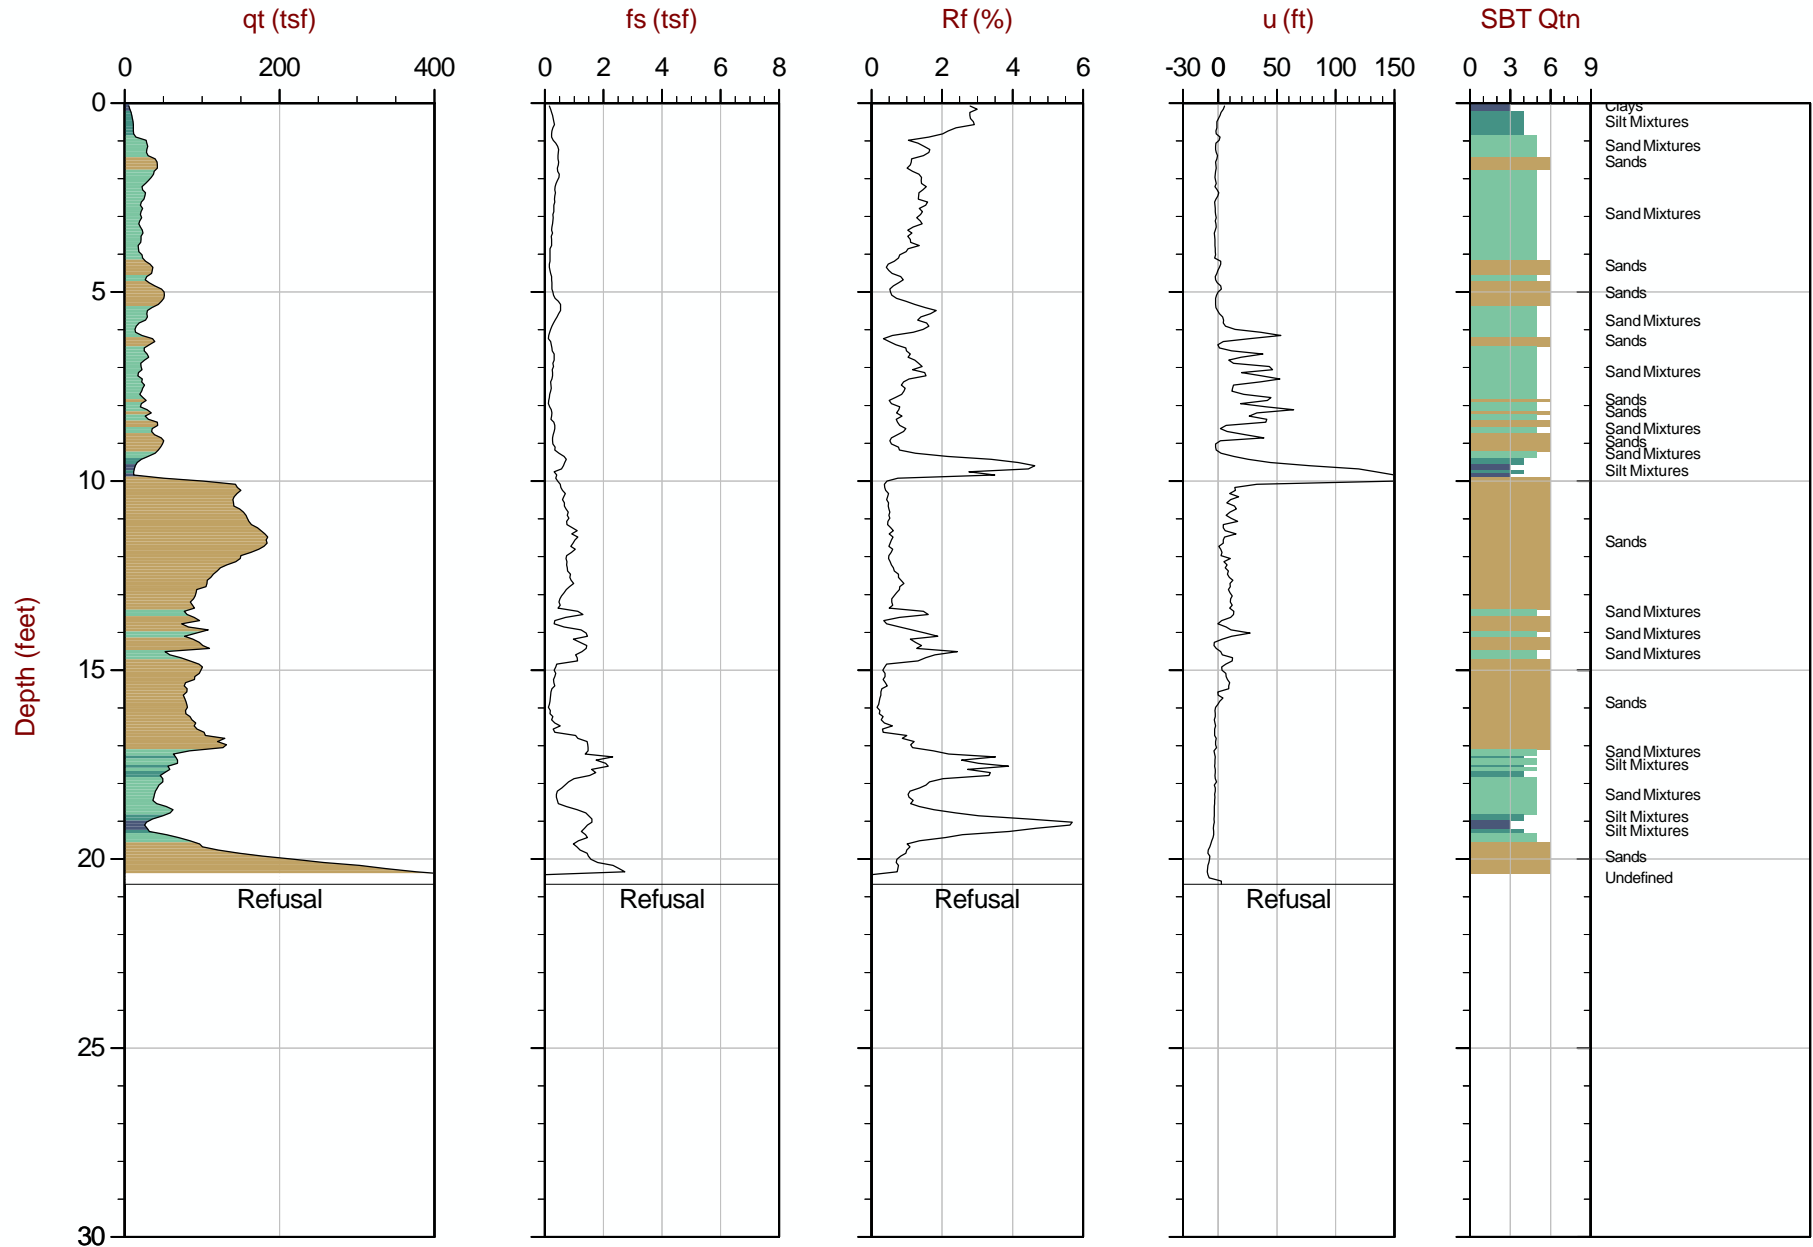 qt (tsf) fs (tsf) Rf (%) u (ft) SBT Qtn
0 200 400 0 2 4 6 8 0 2 4 6 -30 0 50 100 150 0 3 6 9
0
Clays
Silt Mixtures
Sand Mixtures
Sands
Sand Mixtures
Sands
5
Sands
Sand Mixtures
Sands
Sand Mixtures
Sands
Sands
Sand Mixtures
Sands
Sand Mixtures
Silt Mixtures
10
Sands
Sand Mixtures
Sand Mixtures
Sand Mixtures
15
Depth (feet)
Sands
Sand Mixtures
Silt Mixtures
Sand Mixtures
Silt Mixtures
Silt Mixtures
20
Sands
Undefined
Refusal Refusal Refusal Refusal
25
30